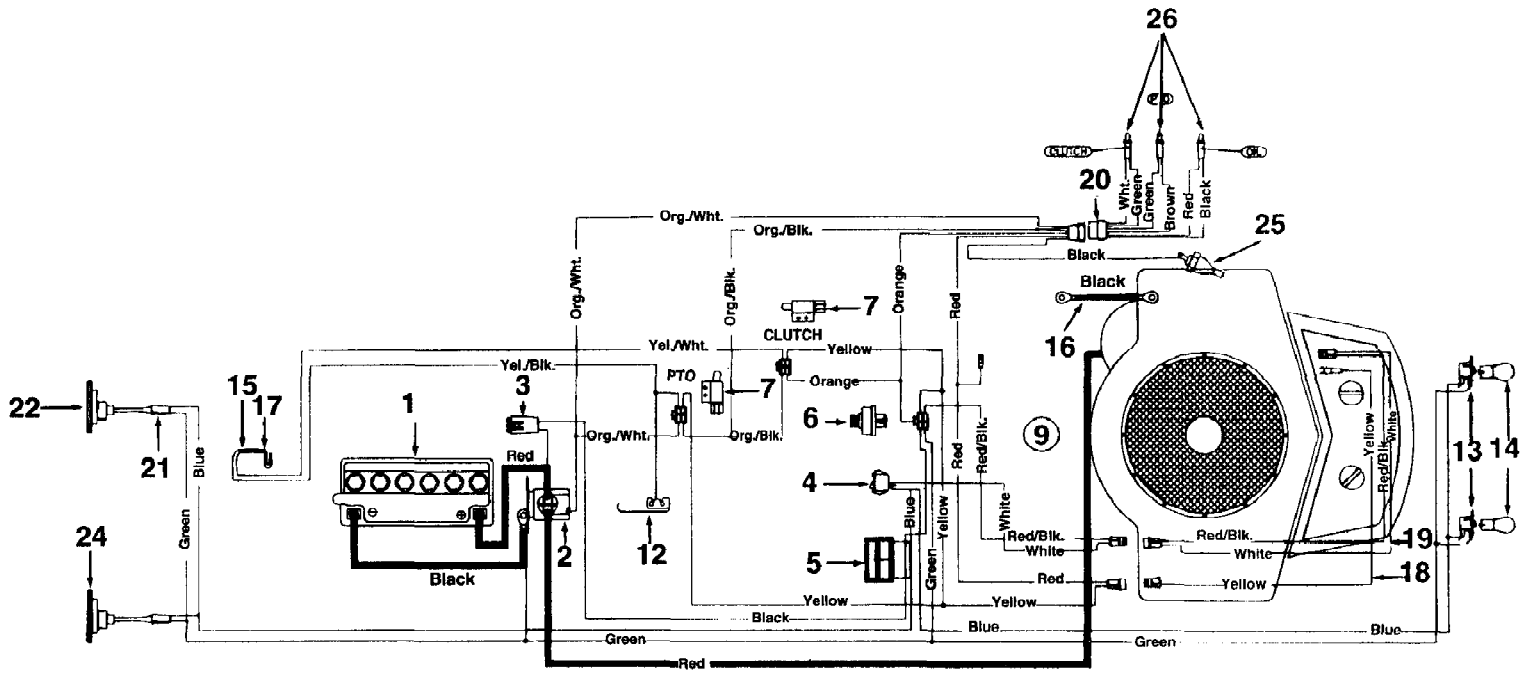 26
CLUTCH
OIL
20
Wht.
Green
Green
Brown
Red
Black
Org./Wht.
Org./Blk.
25
Black
Org./Wht.
Org./Blk.
Orange
Red
Black
7
16
CLUTCH
Yel./Wht.
Yellow
Yel./Blk.
PTO
7
Orange
22
15
17
1
3
6
9
21
Blue
Org./Wht.
Org./Blk.
Red
Red
Red/Blk.
Yellow
Red/Blk.
White
13
14
4
Green
24
2
12
Blue
Yellow
White
Red/Blk.
White
Red/Blk.
White
19
5
Green
Black
Red
Yellow
18
Yellow
Yellow
Black
Blue
Blue
Green
Green
Red